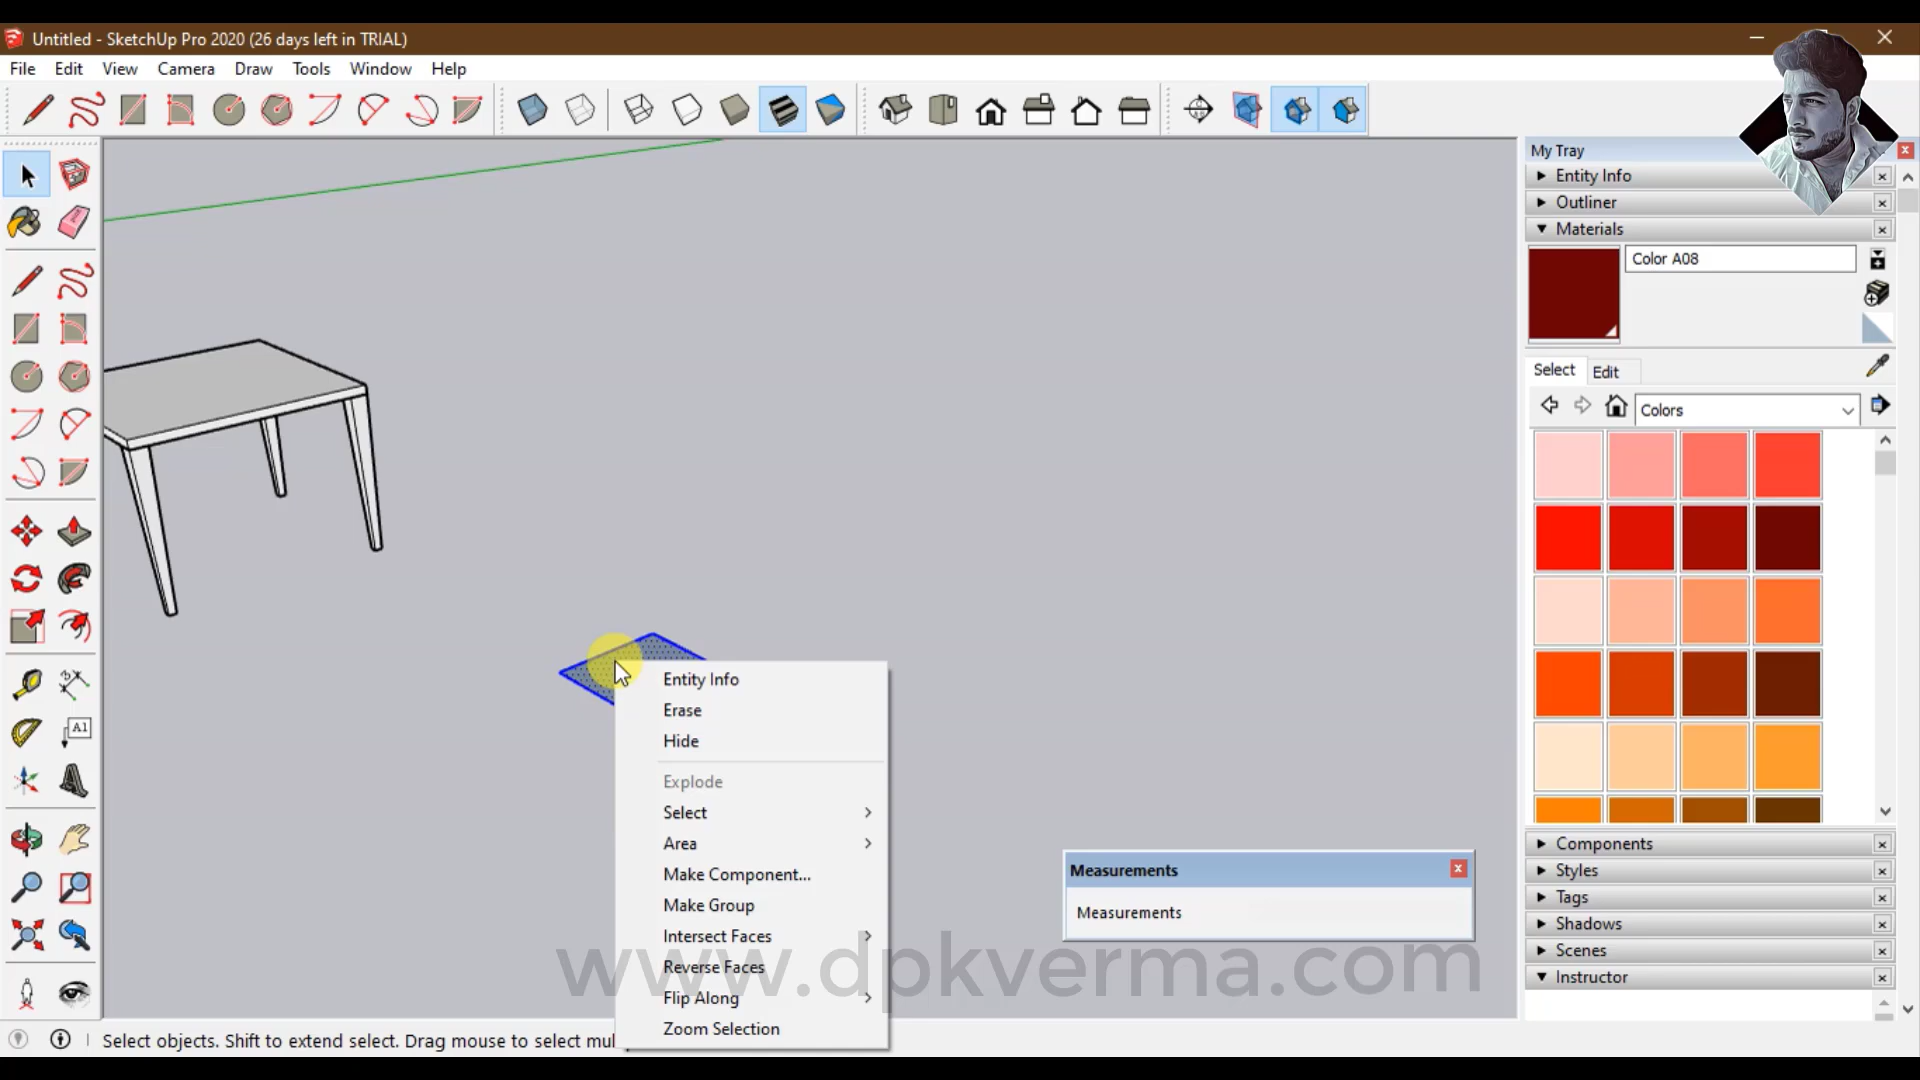 Untitled - SketchUp Pro 2020 (26 days left in TRIAL)
File Edit View Camera Draw Tools Window Help
My Tray
Entity Info
Outliner
Materials
Color A08
Select Edit
Colors
A1
Entity Info
Erase
Hide
Explode
Select
Area
Make Component...
Make Group
Intersect Faces
Reverse Faces
Flip Along
Zoom Selection
Measurements
Measurements
www.dpkverma.com
Components
Styles
Tags
Shadows
Scenes
Instructor
Select objects. Shift to extend select. Drag mouse to select